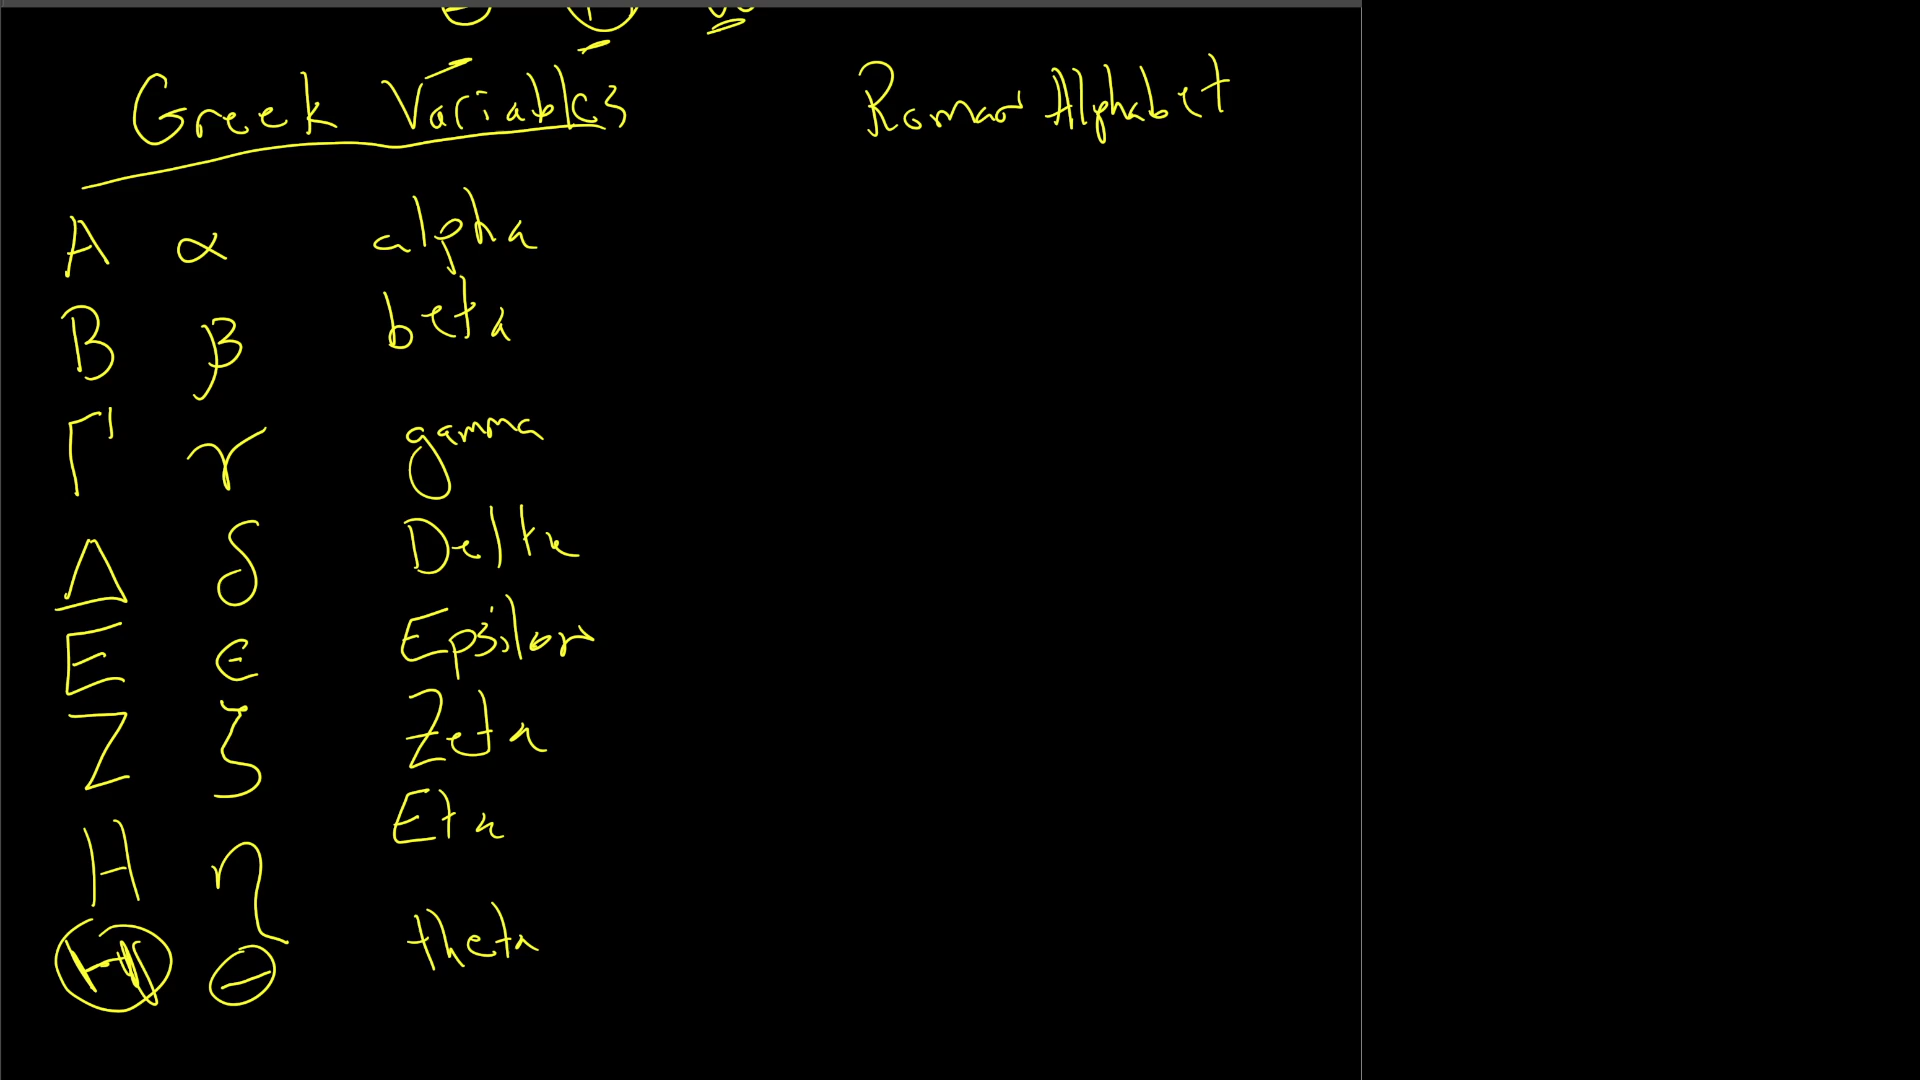 Greek Variables Roman Alphabet
Α α alpha
Β β beta
Γ γ gamma
Δ δ Delta
Ε ϵ Epsilon
Ζ ζ Zeta
Η η Eta
Θ θ theta